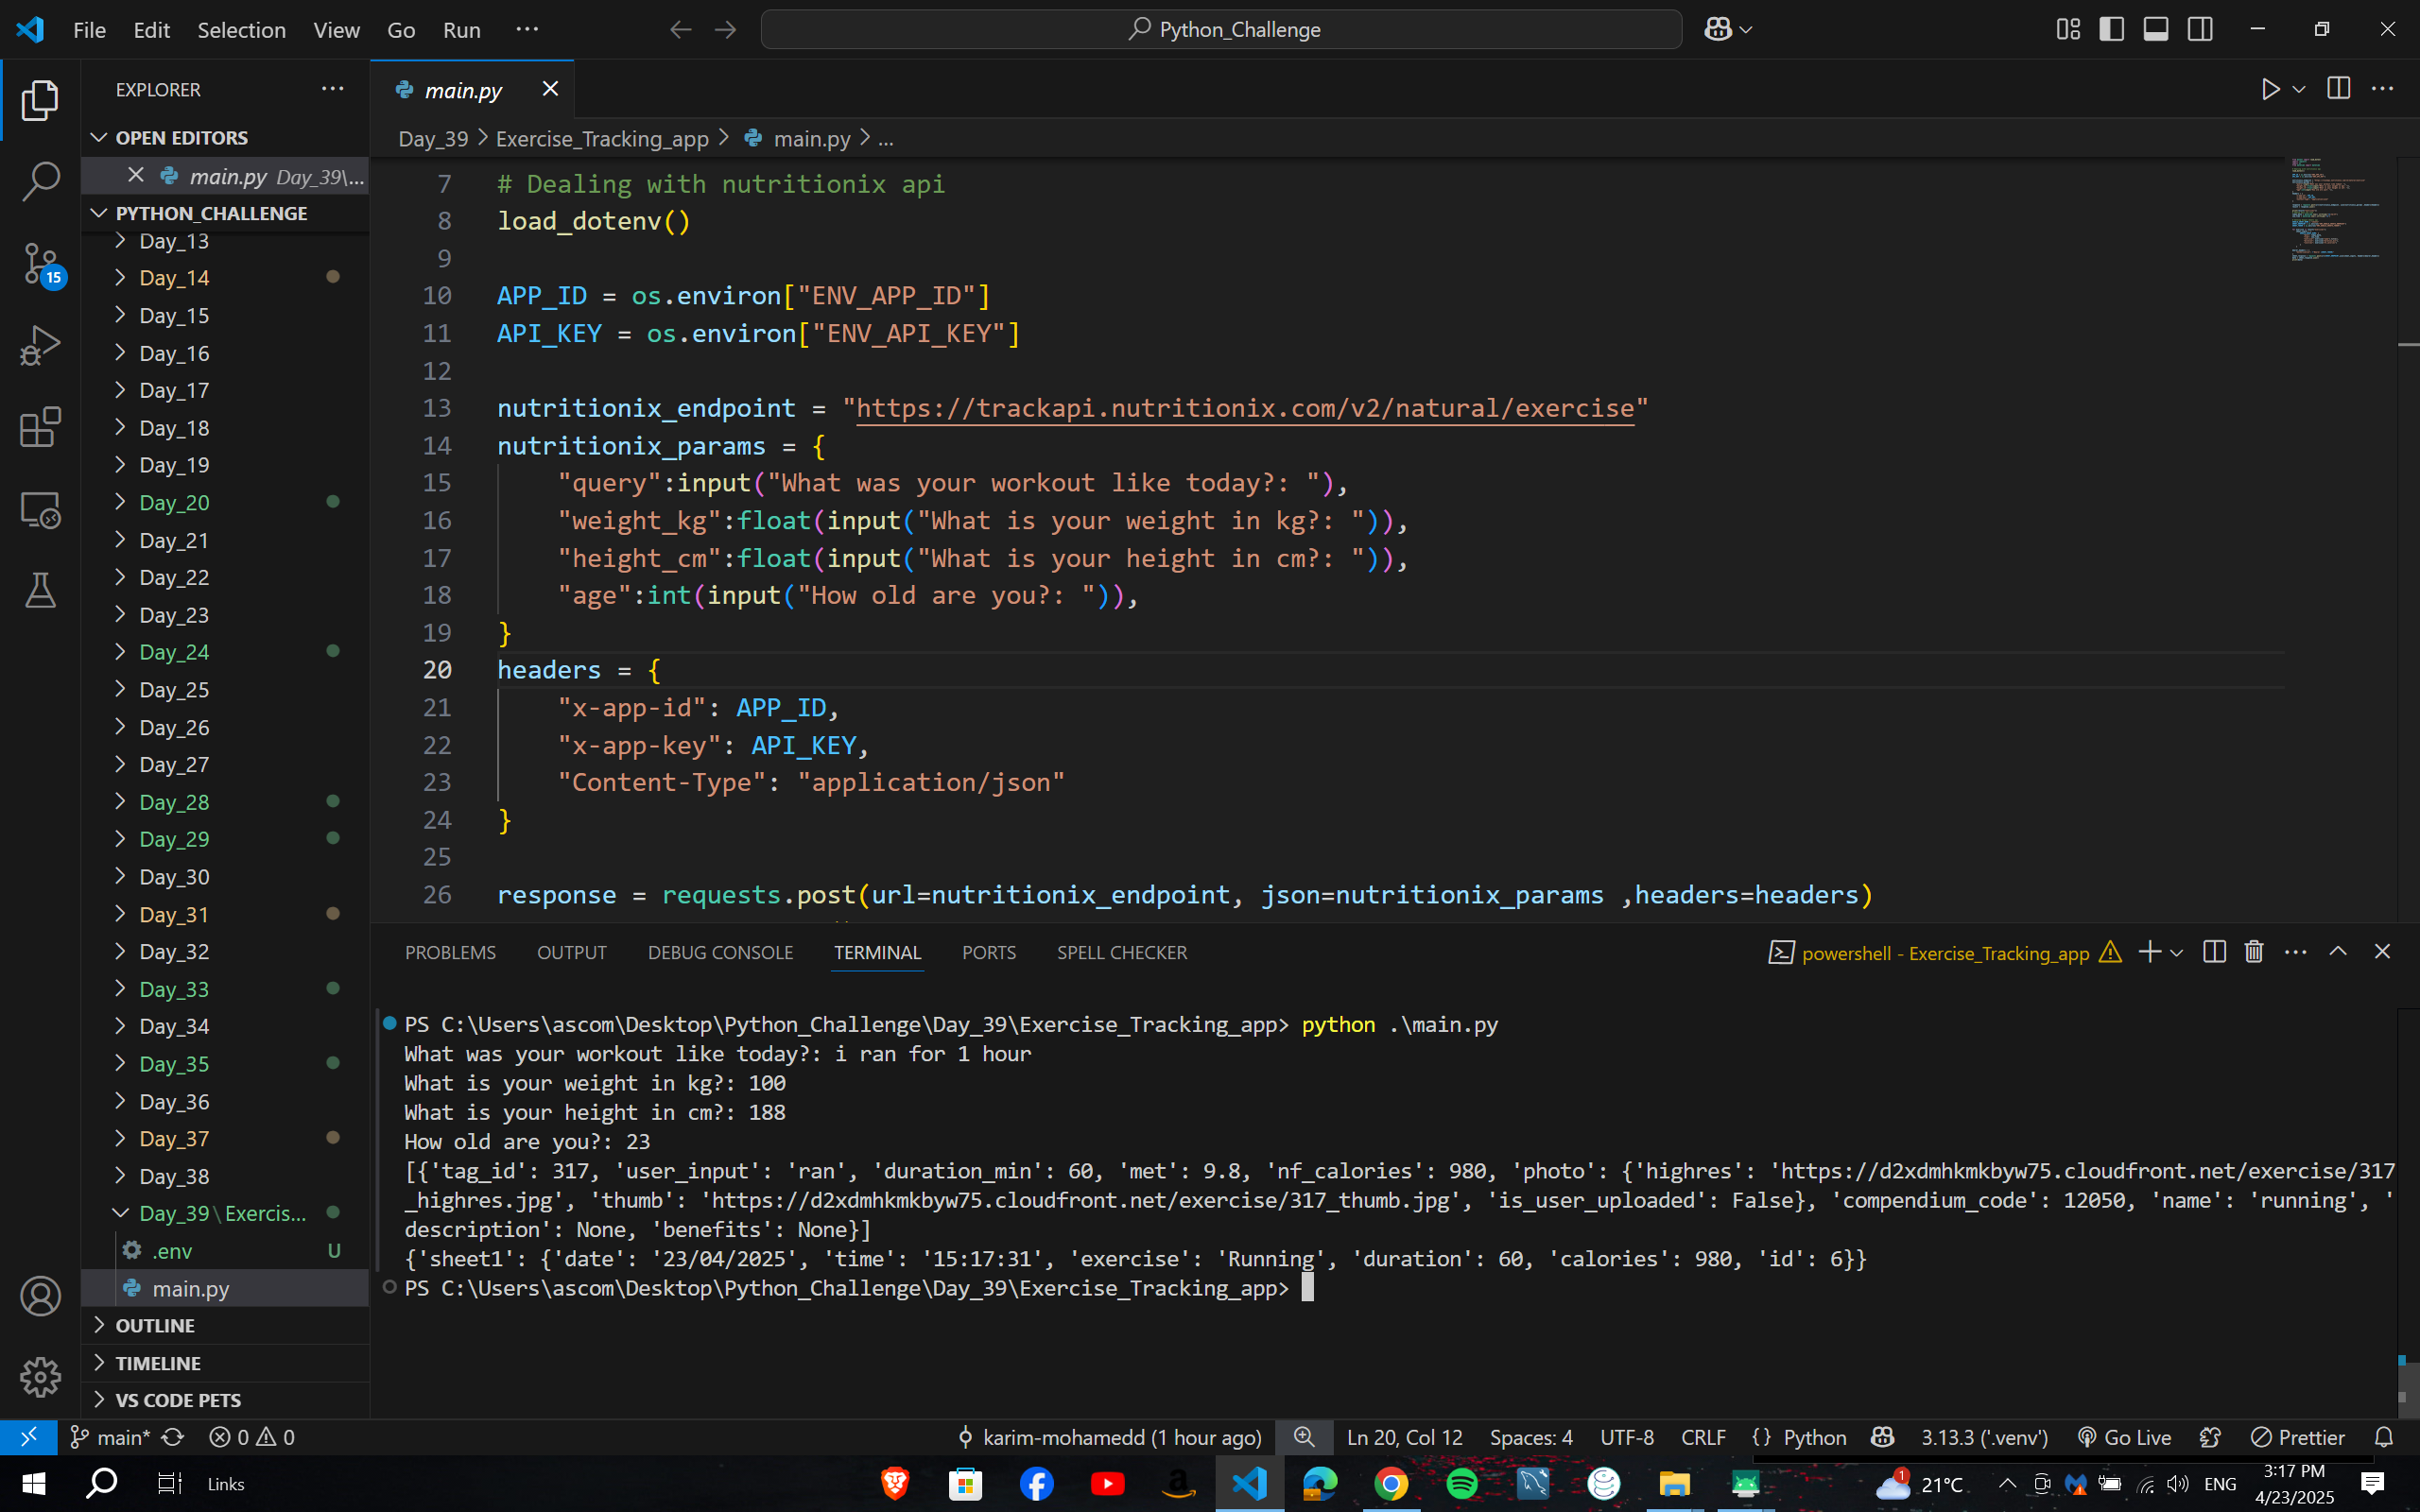 File Edit Selection View Go Run ···
Python_Challenge
EXPLORER
main.py
OPEN EDITORS
main.py Day_39\...
PYTHON_CHALLENGE
Day_13
Day_14
Day_15
Day_16
Day_17
Day_18
Day_19
Day_20
Day_21
Day_22
Day_23
Day_24
Day_25
Day_26
Day_27
Day_28
Day_29
Day_30
Day_31
Day_32
Day_33
Day_34
Day_35
Day_36
Day_37
Day_38
Day_39\Exercis...
.env U
main.py
OUTLINE
TIMELINE
VS CODE PETS
15
Day_39 > Exercise_Tracking_app > main.py > ...
7 # Dealing with nutritionix api
8 load_dotenv()
9
10 APP_ID = os.environ["ENV_APP_ID"]
11 API_KEY = os.environ["ENV_API_KEY"]
12
13 nutritionix_endpoint = "https://trackapi.nutritionix.com/v2/natural/exercise"
14 nutritionix_params = {
15 "query":input("What was your workout like today?: "),
16 "weight_kg":float(input("What is your weight in kg?: ")),
17 "height_cm":float(input("What is your height in cm?: ")),
18 "age":int(input("How old are you?: ")),
19 }
20 headers = {
21 "x-app-id": APP_ID,
22 "x-app-key": API_KEY,
23 "Content-Type": "application/json"
24 }
25
26 response = requests.post(url=nutritionix_endpoint, json=nutritionix_params ,headers=headers)
PROBLEMS OUTPUT DEBUG CONSOLE TERMINAL PORTS SPELL CHECKER
powershell - Exercise_Tracking_app
PS C:\Users\ascom\Desktop\Python_Challenge\Day_39\Exercise_Tracking_app> python .\main.py
What was your workout like today?: i ran for 1 hour
What is your weight in kg?: 100
What is your height in cm?: 188
How old are you?: 23
[{'tag_id': 317, 'user_input': 'ran', 'duration_min': 60, 'met': 9.8, 'nf_calories': 980, 'photo': {'highres': 'https://d2xdmhkmkbyw75.cloudfront.net/exercise/317
_highres.jpg', 'thumb': 'https://d2xdmhkmkbyw75.cloudfront.net/exercise/317_thumb.jpg', 'is_user_uploaded': False}, 'compendium_code': 12050, 'name': 'running', '
description': None, 'benefits': None}]
{'sheet1': {'date': '23/04/2025', 'time': '15:17:31', 'exercise': 'Running', 'duration': 60, 'calories': 980, 'id': 6}}
PS C:\Users\ascom\Desktop\Python_Challenge\Day_39\Exercise_Tracking_app>
main* 0 0
karim-mohamedd (1 hour ago) Ln 20, Col 12 Spaces: 4 UTF-8 CRLF {} Python 3.13.3 ('.venv') Go Live Prettier
Links
1 21°C ENG
3:17 PM
4/23/2025